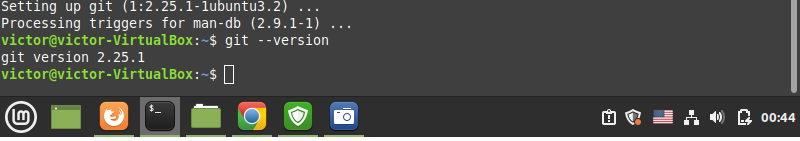 Setting up git (1:2.25.1-1ubuntu3.2) ...
Processing triggers for man-db (2.9.1-1) ...
victor@victor-VirtualBox:~$ git --version
git version 2.25.1
victor@victor-VirtualBox:~$
$_
00:44